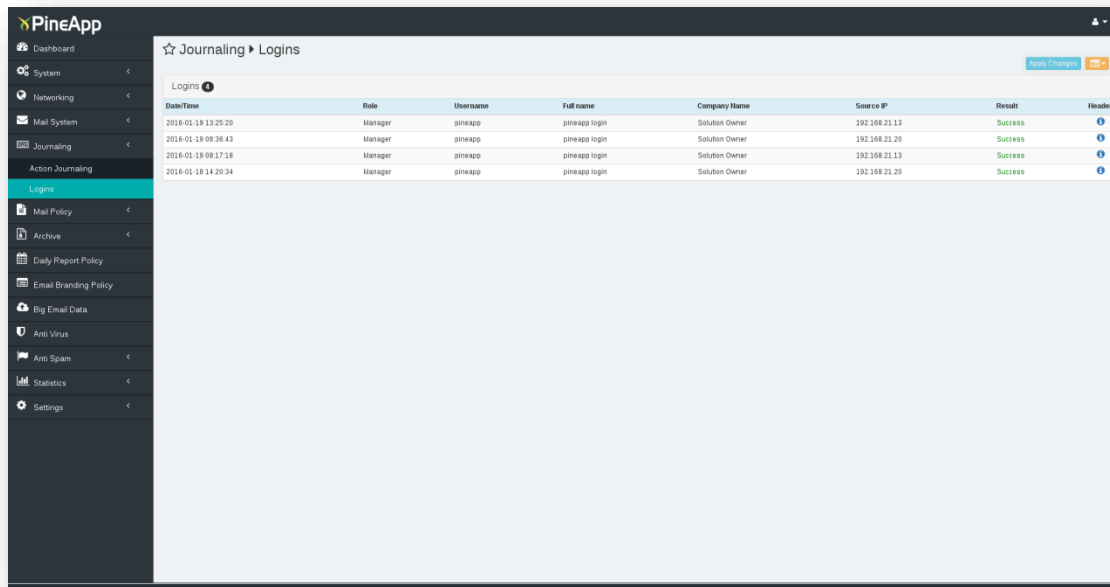 PineApp
Dashboard
System
Networking
Mail System
Journaling
Action Journaling
Logins
Mail Policy
Archive
Daily Report Policy
Email Branding Policy
Big Email Data
Anti Virus
Anti Spam
Statistics
Settings
Journaling Logins
Apply Changes
Logins 4
Date/Time Role Username Full name Company Name Source IP Result Header
2016-01-19 13:25:20 Manager pineapp pineapp login Solution Owner 192.168.21.13 Success
2016-01-19 08:36:43 Manager pineapp pineapp login Solution Owner 192.168.21.20 Success
2016-01-19 08:17:18 Manager pineapp pineapp login Solution Owner 192.168.21.13 Success
2016-01-18 14:20:34 Manager pineapp pineapp login Solution Owner 192.168.21.20 Success